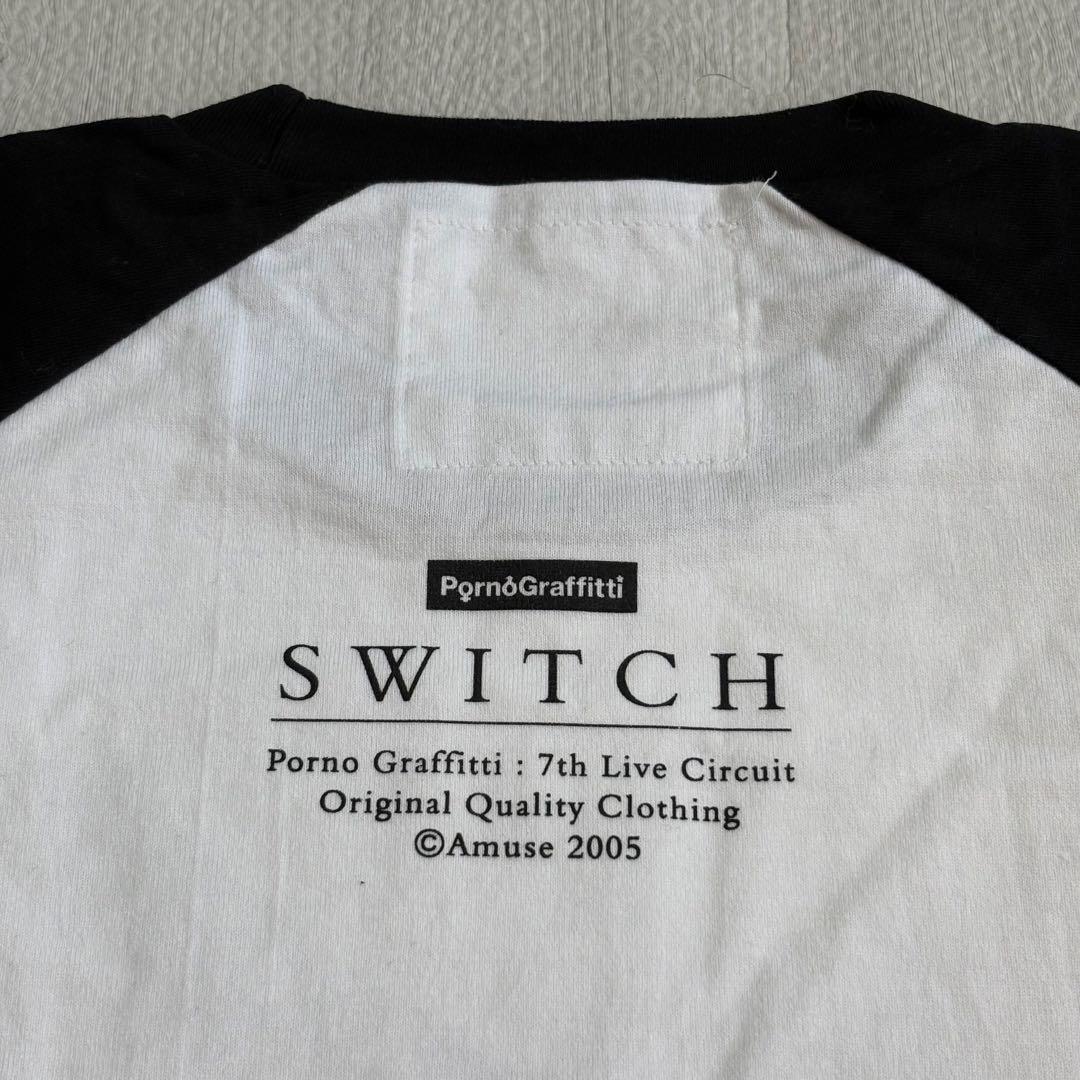 PornoGraffitti
SWITCH
Porno Graffitti : 7th Live Circuit
Original Quality Clothing
©Amuse 2005